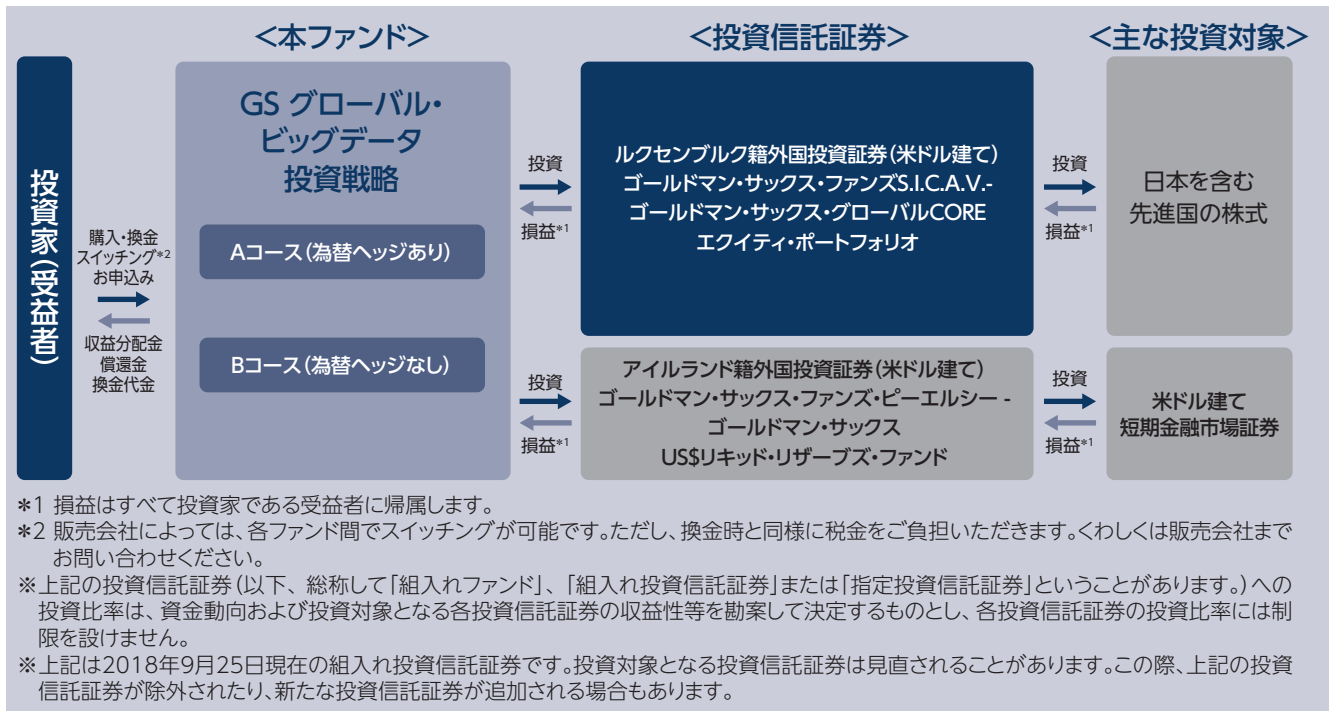 ＜本ファンド＞
＜投資信託証券＞
＜主な投資対象＞
投資家（受益者）
購入・換金
スイッチング*2
お申込み
収益分配金
償還金
換金代金
GS グローバル・
ビッグデータ
投資戦略
Aコース（為替ヘッジあり）
Bコース（為替ヘッジなし）
投資
損益*1
ルクセンブルク籍外国投資証券（米ドル建て）
ゴールドマン・サックス・ファンズS.I.C.A.V.-
ゴールドマン・サックス・グローバルCORE
エクイティ・ポートフォリオ
投資
損益*1
日本を含む
先進国の株式
投資
損益*1
アイルランド籍外国投資証券（米ドル建て）
ゴールドマン・サックス・ファンズ・ピーエルシー -
ゴールドマン・サックス
US$リキッド・リザーブズ・ファンド
投資
損益*1
米ドル建て
短期金融市場証券
*1 損益はすべて投資家である受益者に帰属します。
*2 販売会社によっては、各ファンド間でスイッチングが可能です。ただし、換金時と同様に税金をご負担いただきます。くわしくは販売会社まで
お問い合わせください。
※上記の投資信託証券（以下、総称して「組入れファンド」、「組入れ投資信託証券」または「指定投資信託証券」ということがあります。）への
投資比率は、資金動向および投資対象となる各投資信託証券の収益性等を勘案して決定するものとし、各投資信託証券の投資比率には制
限を設けません。
※上記は2018年9月25日現在の組入れ投資信託証券です。投資対象となる投資信託証券は見直されることがあります。この際、上記の投資
信託証券が除外されたり、新たな投資信託証券が追加される場合もあります。